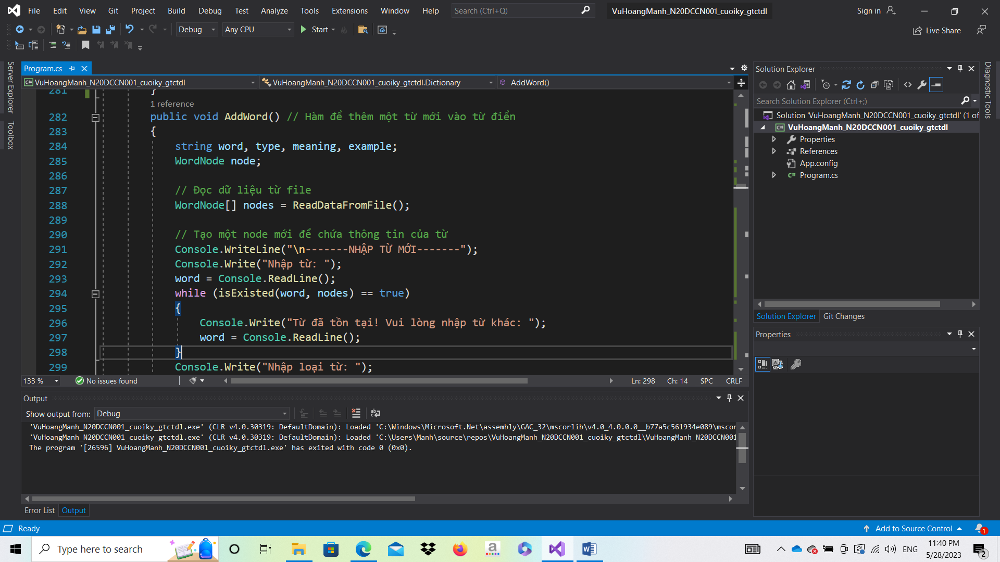 File Edit View Git Project Build Debug Test Analyze Tools Extensions Window Help Search (Ctrl+Q) VuHoangManh_N20DCCN001_cuoiky_gtctdl Sign in
Debug Any CPU Start Live Share
Server Explorer
Toolbox
Program.cs
VuHoangManh_N20DCCN001_cuoiky_gtctdl VuHoangManh_N20DCCN001_cuoiky_gtctdl.Dictionary AddWord()
281 }
1 reference
282 public void AddWord() // Hàm để thêm một từ mới vào từ điển
283 {
284 string word, type, meaning, example;
285 WordNode node;
286
287 // Đọc dữ liệu từ file
288 WordNode[] nodes = ReadDataFromFile();
289
290 // Tạo một node mới để chứa thông tin của từ
291 Console.WriteLine("\n-------NHẬP TỪ MỚI-------");
292 Console.Write("Nhập từ: ");
293 word = Console.ReadLine();
294 while (isExisted(word, nodes) == true)
295 {
296 Console.Write("Từ đã tồn tại! Vui lòng nhập từ khác: ");
297 word = Console.ReadLine();
298 }
299 Console.Write("Nhập loại từ: ");
133 % No issues found Ln: 298 Ch: 14 SPC CRLF
Output
Show output from: Debug
'VuHoangManh_N20DCCN001_cuoiky_gtctdl.exe' (CLR v4.0.30319: DefaultDomain): Loaded 'C:\Windows\Microsoft.Net\assembly\GAC_32\mscorlib\v4.0_4.0.0.0__b77a5c561934e089\mscor
'VuHoangManh_N20DCCN001_cuoiky_gtctdl.exe' (CLR v4.0.30319: DefaultDomain): Loaded 'C:\Users\Manh\source\repos\VuHoangManh_N20DCCN001_cuoiky_gtctdl\VuHoangManh_N20DCCN001
The program '[26596] VuHoangManh_N20DCCN001_cuoiky_gtctdl.exe' has exited with code 0 (0x0).
Error List Output
Solution Explorer
Search Solution Explorer (Ctrl+;)
Solution 'VuHoangManh_N20DCCN001_cuoiky_gtctdl' (1 of
VuHoangManh_N20DCCN001_cuoiky_gtctdl
Properties
References
App.config
Program.cs
Solution Explorer Git Changes
Properties
Diagnostic Tools
Ready Add to Source Control 1
Type here to search ENG 11:40 PM
5/28/2023 2